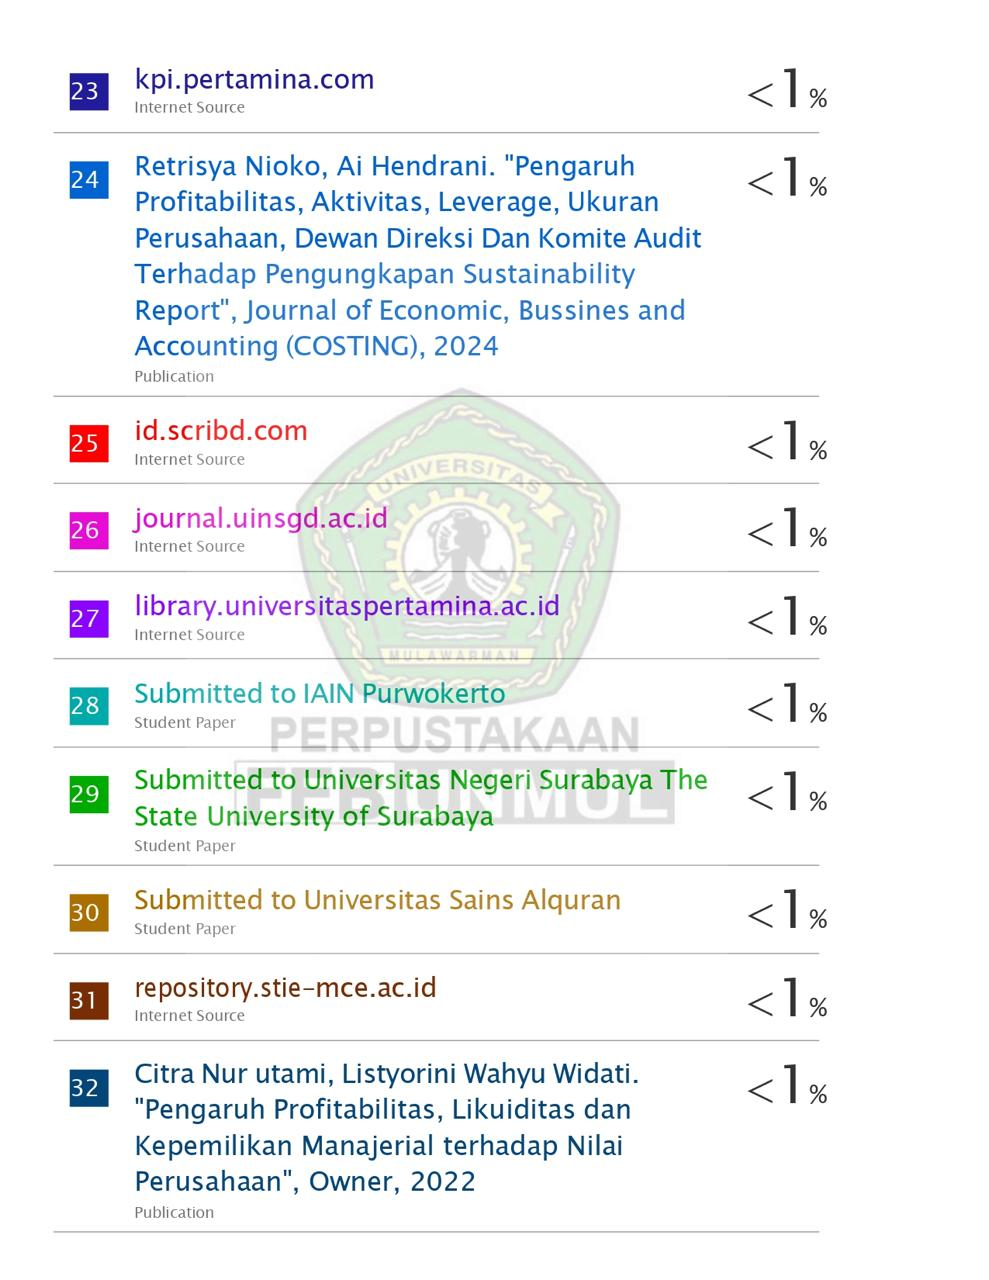 23 kpi.pertamina.com <1%
Internet Source
24 Retrisya Nioko, Ai Hendrani. "Pengaruh <1%
Profitabilitas, Aktivitas, Leverage, Ukuran
Perusahaan, Dewan Direksi Dan Komite Audit
Terhadap Pengungkapan Sustainability
Report", Journal of Economic, Bussines and
Accounting (COSTING), 2024
Publication
25 id.scribd.com <1%
Internet Source
UNIVERSITAS
26 journal.uinsgd.ac.id <1%
Internet Source
27 library.universitaspertamina.ac.id <1%
Internet Source
MULAWARMAN
28 Submitted to IAIN Purwokerto <1%
Student Paper
PERPUSTAKAAN
29 Submitted to Universitas Negeri Surabaya The <1%
State University of Surabaya
FEB UNMUL
Student Paper
30 Submitted to Universitas Sains Alquran <1%
Student Paper
31 repository.stie-mce.ac.id <1%
Internet Source
32 Citra Nur utami, Listyorini Wahyu Widati. <1%
"Pengaruh Profitabilitas, Likuiditas dan
Kepemilikan Manajerial terhadap Nilai
Perusahaan", Owner, 2022
Publication